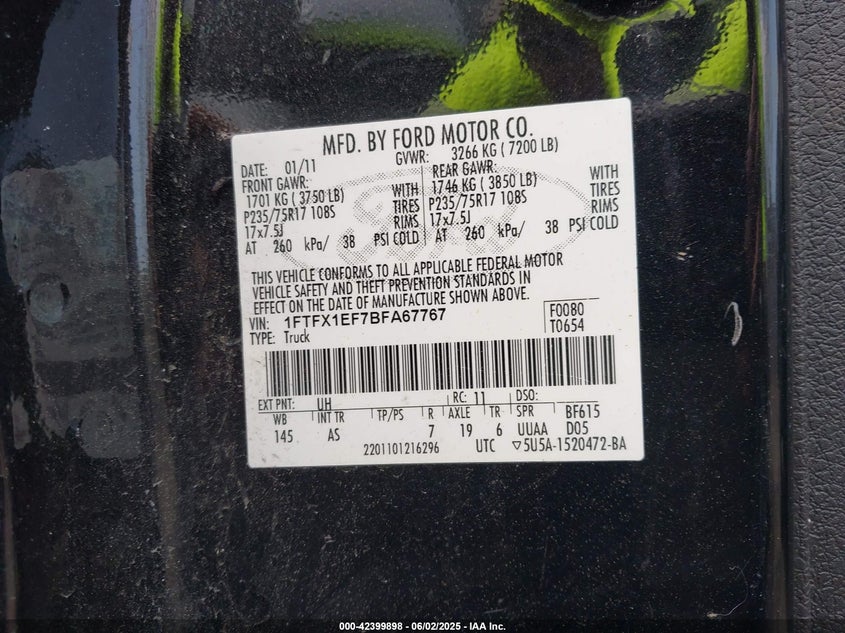 MFD. BY FORD MOTOR CO.
DATE: 01/11 GVWR: 3266 KG ( 7200 LB)
FRONT GAWR: REAR GAWR:
1701 KG ( 3750 LB) WITH 1746 KG ( 3850 LB) WITH
P235/75R17 108S TIRES P235/75R17 108S TIRES
17x7.5J RIMS 17x7.5J RIMS
AT 260 kPa/ 38 PSI COLD AT 260 kPa/ 38 PSI COLD
THIS VEHICLE CONFORMS TO ALL APPLICABLE FEDERAL MOTOR
VEHICLE SAFETY AND THEFT PREVENTION STANDARDS IN
EFFECT ON THE DATE OF MANUFACTURE SHOWN ABOVE.
VIN: 1FTFX1EF7BFA67767 F0080
TYPE: Truck T0654
EXT PNT: UH RC: 11 DSO:
WB INT TR TP/PS R AXLE TR SPR BF615
145 AS 7 19 6 UUAA D05
2201101216296 UTC ▽5U5A-1520472-BA
000-42399898 - 06/02/2025 - IAA Inc.